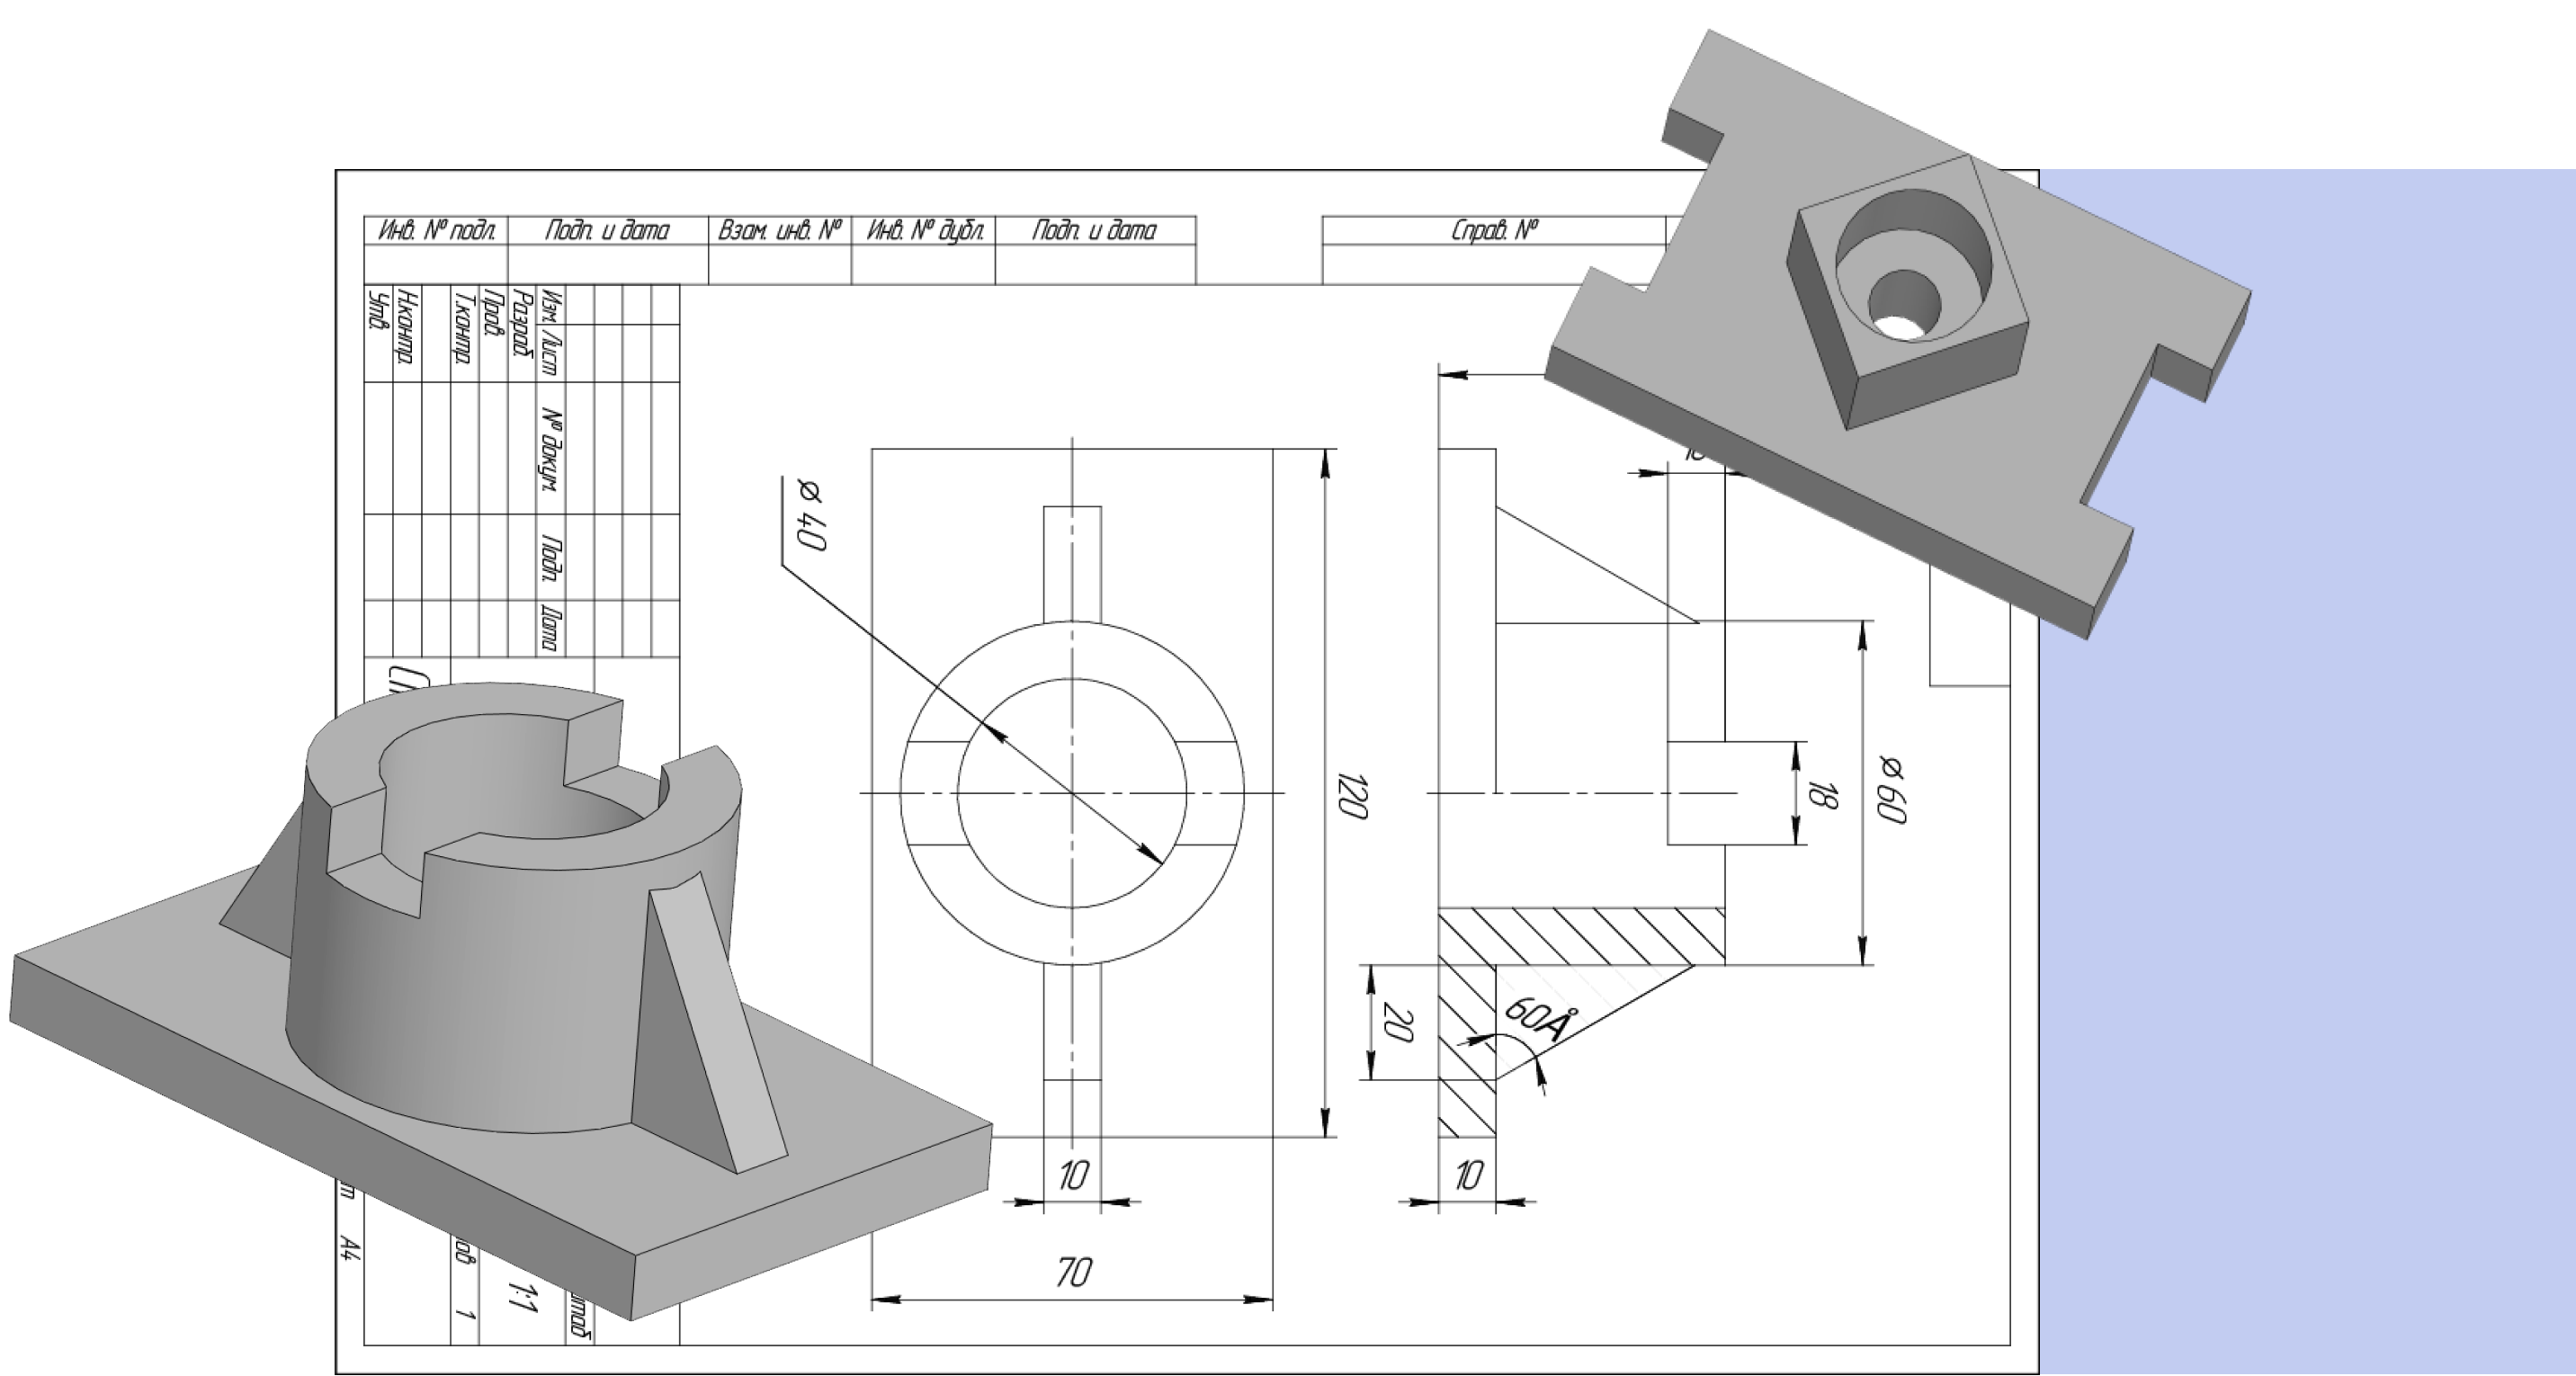 Инв. № подл.
Подп. и дата
Взам. инв. №
Инв. № дубл.
Подп. и дата
Справ. №
Изм.
Лист
№ докум.
Подп.
Дата
Разраб.
Пров.
Т.контр.
Н.контр.
Утв.
1
1:1
А4
⌀ 40
120
10
70
18
⌀ 60
20
60Å
10